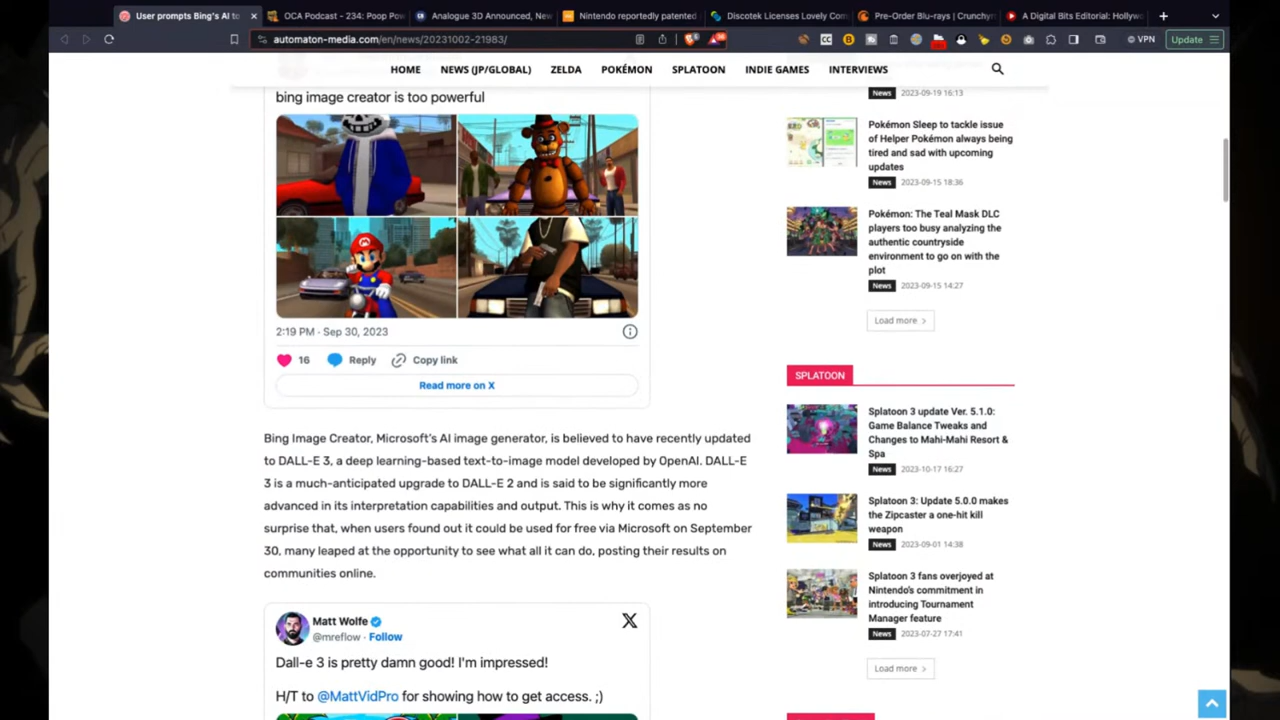 User prompts Bing's AI to
OCA Podcast - 234: Poop Pow
Analogue 3D Announced, New
Nintendo reportedly patented
Discotek Licenses Lovely Com
Pre-Order Blu-rays | Crunchyr
A Digital Bits Editorial: Hollyw
automaton-media.com/en/news/20231002-21983/
VPN
Update
HOME
NEWS (JP/GLOBAL)
ZELDA
POKÉMON
SPLATOON
INDIE GAMES
INTERVIEWS
bing image creator is too powerful
2:19 PM · Sep 30, 2023
16
Reply
Copy link
Read more on X
Bing Image Creator, Microsoft's AI image generator, is believed to have recently updated
to DALL-E 3, a deep learning-based text-to-image model developed by OpenAI. DALL-E
3 is a much-anticipated upgrade to DALL-E 2 and is said to be significantly more
advanced in its interpretation capabilities and output. This is why it comes as no
surprise that, when users found out it could be used for free via Microsoft on September
30, many leaped at the opportunity to see what all it can do, posting their results on
communities online.
Matt Wolfe
@mreflow · Follow
Dall-e 3 is pretty damn good! I'm impressed!
H/T to @MattVidPro for showing how to get access. ;)
News 2023-09-19 16:13
Pokémon Sleep to tackle issue
of Helper Pokémon always being
tired and sad with upcoming
updates
News 2023-09-15 18:36
Pokémon: The Teal Mask DLC
players too busy analyzing the
authentic countryside
environment to go on with the
plot
News 2023-09-15 14:27
Load more
SPLATOON
Splatoon 3 update Ver. 5.1.0:
Game Balance Tweaks and
Changes to Mahi-Mahi Resort &
Spa
News 2023-10-17 16:27
Splatoon 3: Update 5.0.0 makes
the Zipcaster a one-hit kill
weapon
News 2023-09-01 14:38
Splatoon 3 fans overjoyed at
Nintendo's commitment in
introducing Tournament
Manager feature
News 2023-07-27 17:41
Load more